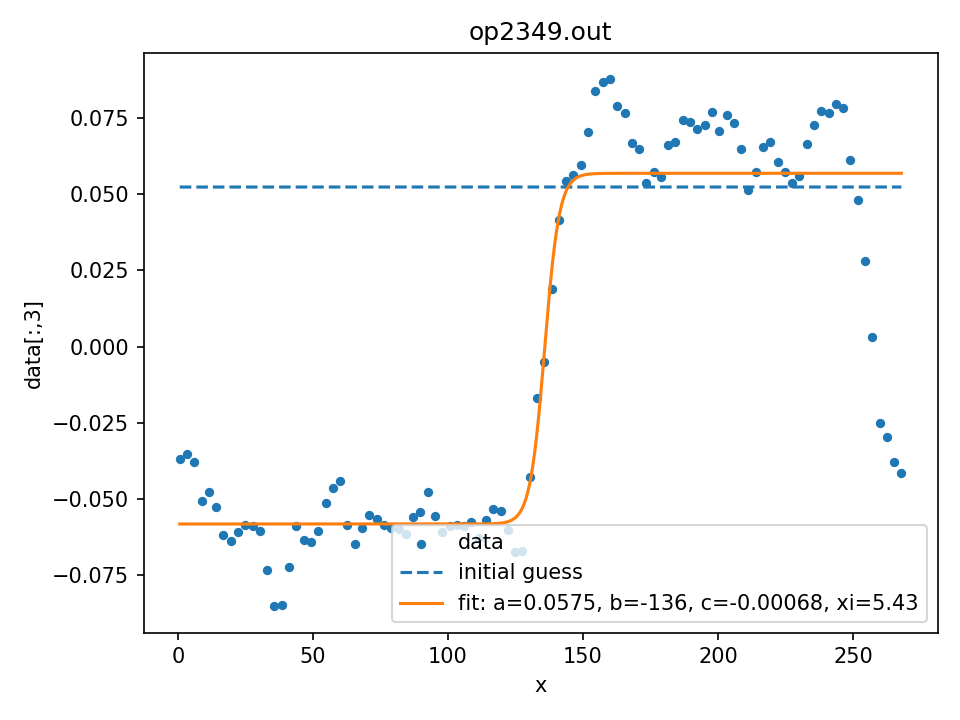 op2349.out
data[:,3]
0.075
0.050
0.025
0.000
−0.025
−0.050
−0.075
data
initial guess
fit: a=0.0575, b=-136, c=-0.00068, xi=5.43
0 50 100 150 200 250
x